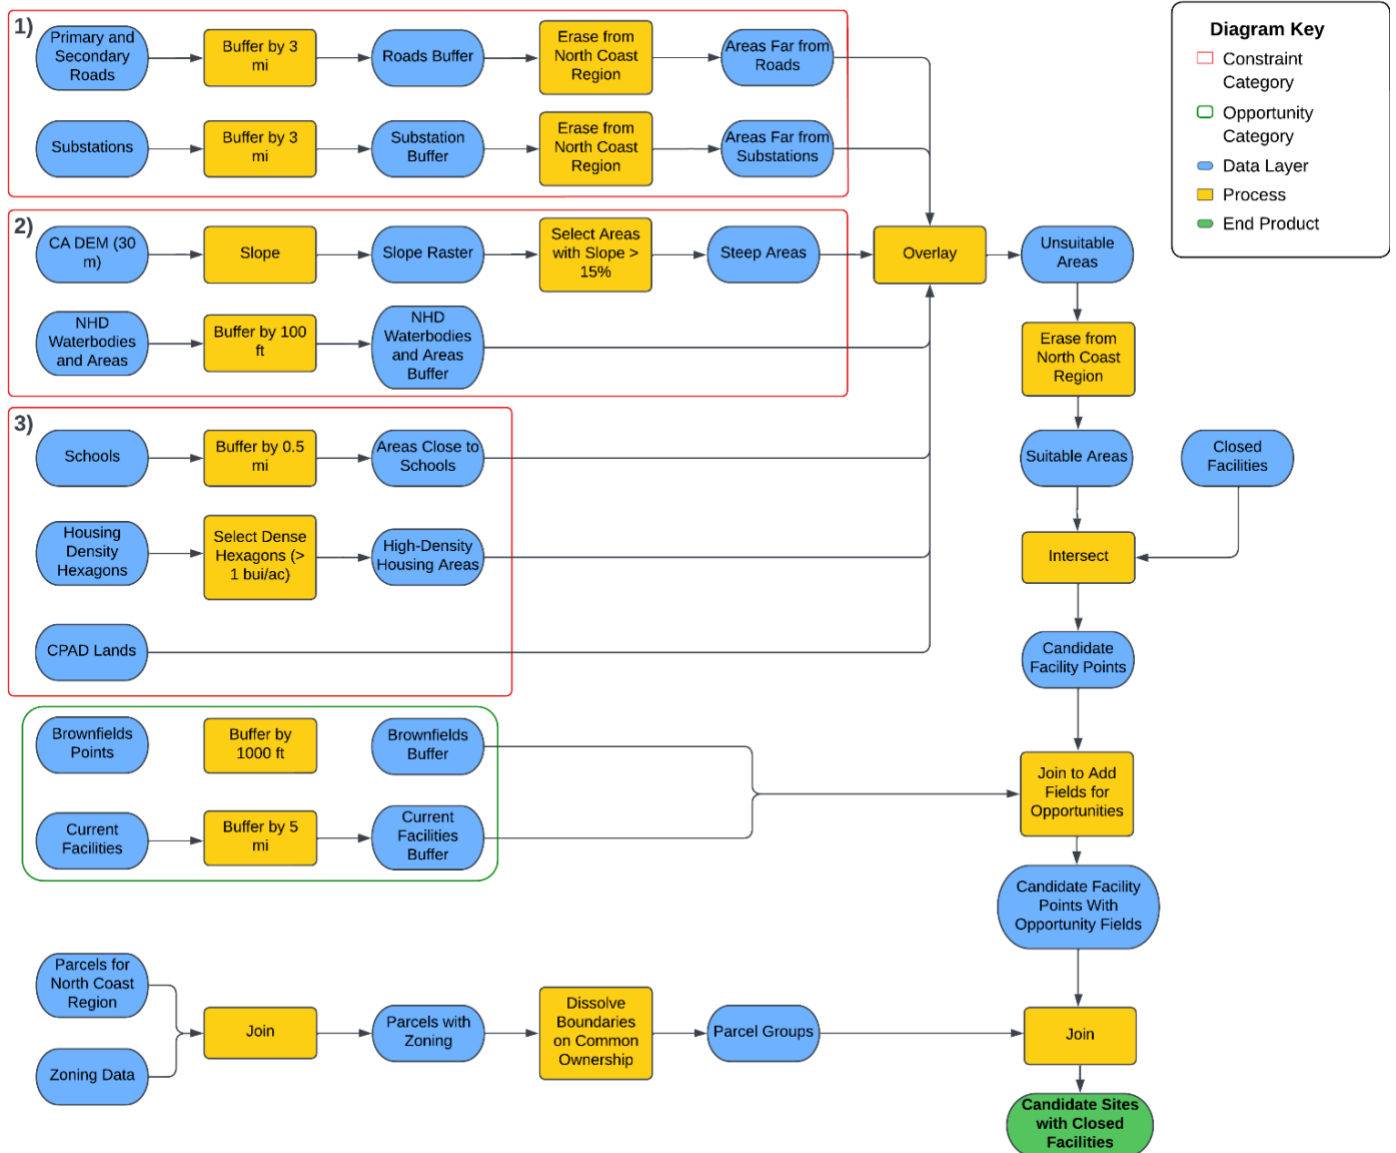 1)
Primary and
Secondary
Roads
Buffer by 3
mi
Roads Buffer
Erase from
North Coast
Region
Areas Far from
Roads
Substations
Buffer by 3
mi
Substation
Buffer
Erase from
North Coast
Region
Areas Far from
Substations
Diagram Key
Constraint
Category
Opportunity
Category
Data Layer
Process
End Product
2)
CA DEM (30
m)
Slope
Slope Raster
Select Areas
with Slope >
15%
Steep Areas
Overlay
Unsuitable
Areas
NHD
Waterbodies
and Areas
Buffer by 100
ft
NHD
Waterbodies
and Areas
Buffer
Erase from
North Coast
Region
3)
Schools
Buffer by 0.5
mi
Areas Close to
Schools
Suitable Areas
Closed
Facilities
Housing
Density
Hexagons
Select Dense
Hexagons (>
1 bui/ac)
High-Density
Housing Areas
Intersect
CPAD Lands
Candidate
Facility Points
Brownfields
Points
Buffer by
1000 ft
Brownfields
Buffer
Join to Add
Fields for
Opportunities
Current
Facilities
Buffer by 5
mi
Current
Facilities
Buffer
Candidate Facility
Points With
Opportunity Fields
Parcels for
North Coast
Region
Zoning Data
Join
Parcels with
Zoning
Dissolve
Boundaries
on Common
Ownership
Parcel Groups
Join
Candidate Sites
with Closed
Facilities